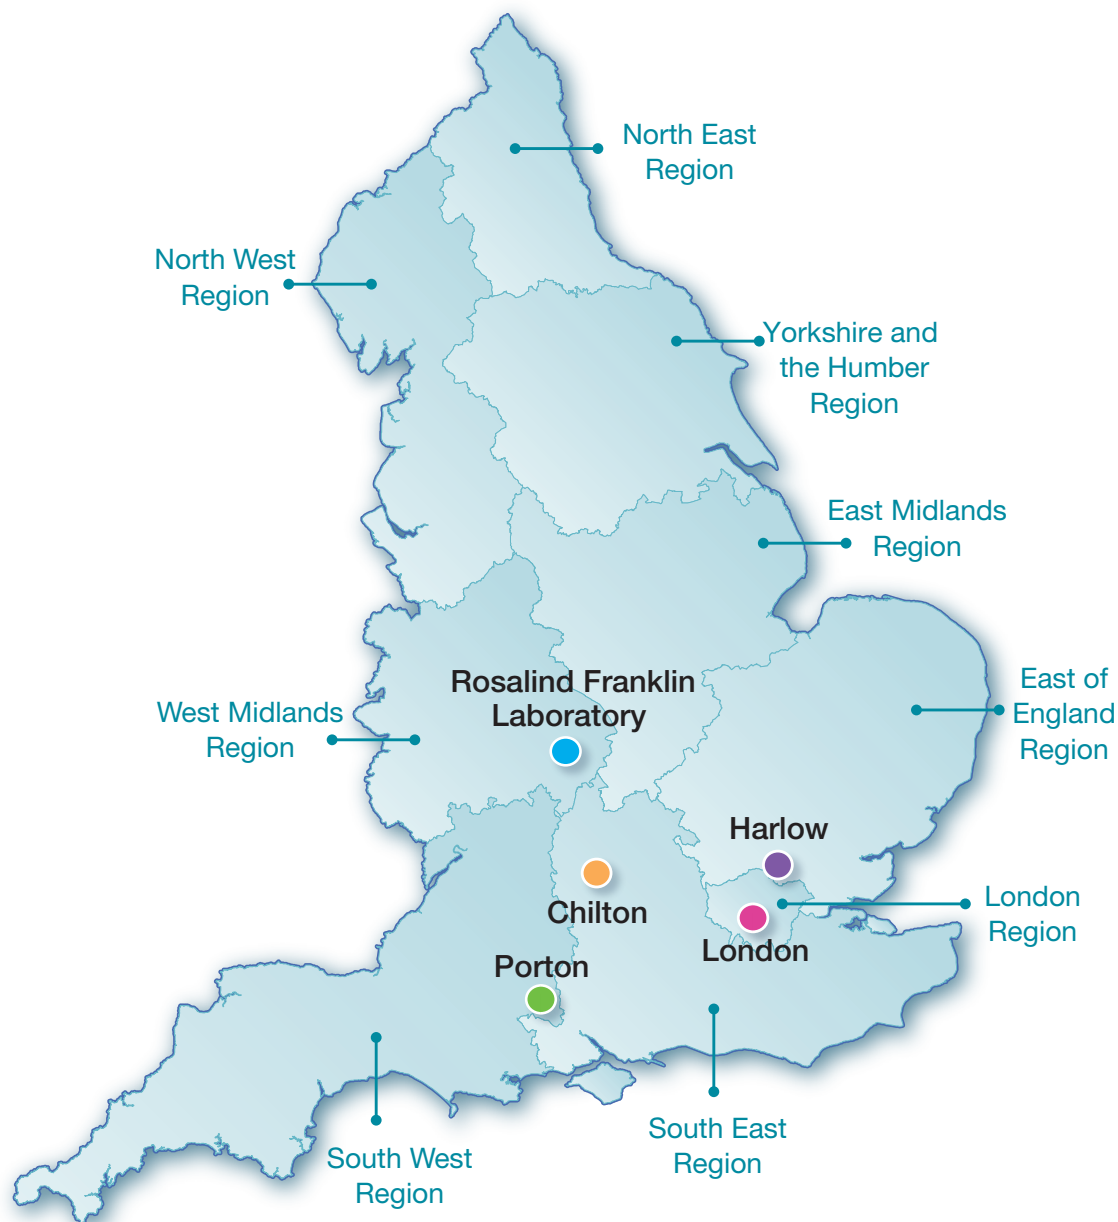 North East
Region
North West
Region
Yorkshire and
the Humber
Region
East Midlands
Region
Rosalind Franklin
Laboratory
East of
England
Region
West Midlands
Region
Harlow
Chilton
London
Region
London
Porton
South East
Region
South West
Region